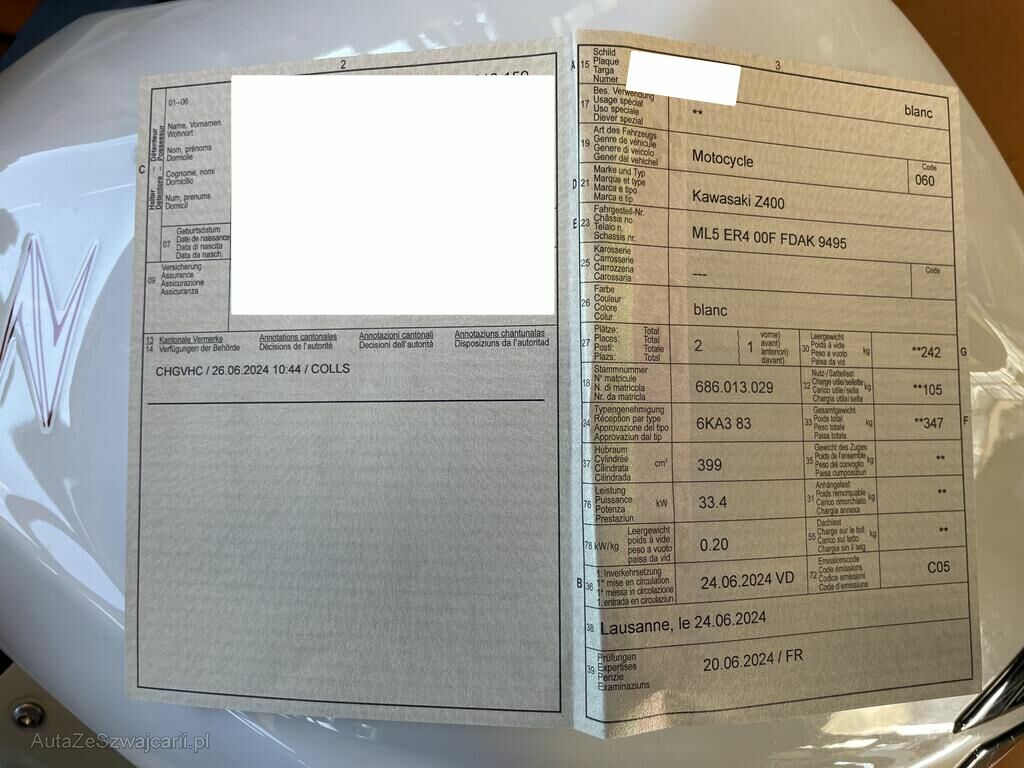 2
01–06
Halter – Détenteur
Detentore – Possessur
C
Name, Vornamen
Wohnort
Nom, prénoms
Domicile
Cognome, nomi
Domicilio
Num, prenums
Domicil
07
Geburtsdatum
Date de naissance
Data di nascita
Data da nasch.
09
Versicherung
Assurance
Assicurazione
Assicuranza
13 Kantonale Vermerke Annotations cantonales Annotazioni cantonali Annotaziuns chantunalas
14 Verfügungen der Behörde Décisions de l'autorité Decisioni dell'autorità Disposiziuns da l'autoritad
CHGVHC / 26.06.2024 10:44 / COLLS
3
A 15
Schild
Plaque
Targa
Numer
17
Bes. Verwendung
Usage spécial
Uso speciale
Diever spezial
** blanc
19
Art des Fahrzeugs
Genre de véhicule
Genere di veicolo
Gener dal vehichel
Motocycle
Code
060
D 21
Marke und Typ
Marque et type
Marca e tipo
Marca e tip
Kawasaki Z400
E 23
Fahrgestell-Nr.
Châssis no
Telaio n.
Schassis nr.
ML5 ER4 00F FDAK 9495
25
Karosserie
Carrosserie
Carrozzeria
Carossaria
---
Code
26
Farbe
Couleur
Colore
Colur
blanc
27
Plätze: Total
Places: Total
Posti: Totale
Plazs: Total
2
1
vorne)
avant)
anteriori)
davant)
30
Leergewicht
Poids à vide
Peso a vuoto
Paisa da vid
kg
**242
G
18
Stammnummer
N° matricule
N. di matricola
Nr. da matricla
686.013.029
32
Nutz-/Sattellast
Charge utile/sellette
Carico utile/sella
Chargia utila/sella
kg
**105
24
Typengenehmigung
Réception par type
Approvazione del tipo
Approvaziun dal tip
6KA3 83
33
Gesamtgewicht
Poids total
Peso totale
Paisa totala
kg
**347
F
37
Hubraum
Cylindrée
Cilindrata
Cilindrada
cm³
399
35
Gewicht des Zuges
Poids de l'ensemble
Peso del convoglio
Paisa cumposiziun
kg
**
76
Leistung
Puissance
Potenza
Prestaziun
kW
33.4
31
Anhängelast
Poids remorquable
Carico rimorchiato
Chargia annexa
kg
**
78 kW/kg
Leergewicht
poids à vide
peso a vuoto
paisa da vid
0.20
55
Dachlast
Charge sur le toit
Carico sul tetto
Chargia sin il tetg
kg
**
B 36
1. Inverkehrsetzung
1re mise en circulation
1a messa in circolazione
1. entrada en circulaziun
24.06.2024 VD
72
Emissionscode
Code émissions
Codice emissioni
Code d'emissiuns
C05
38
Lausanne, le 24.06.2024
39
Prüfungen
Expertises
Perizie
Examinaziuns
20.06.2024 / FR
AutaZeSzwajcarii.pl